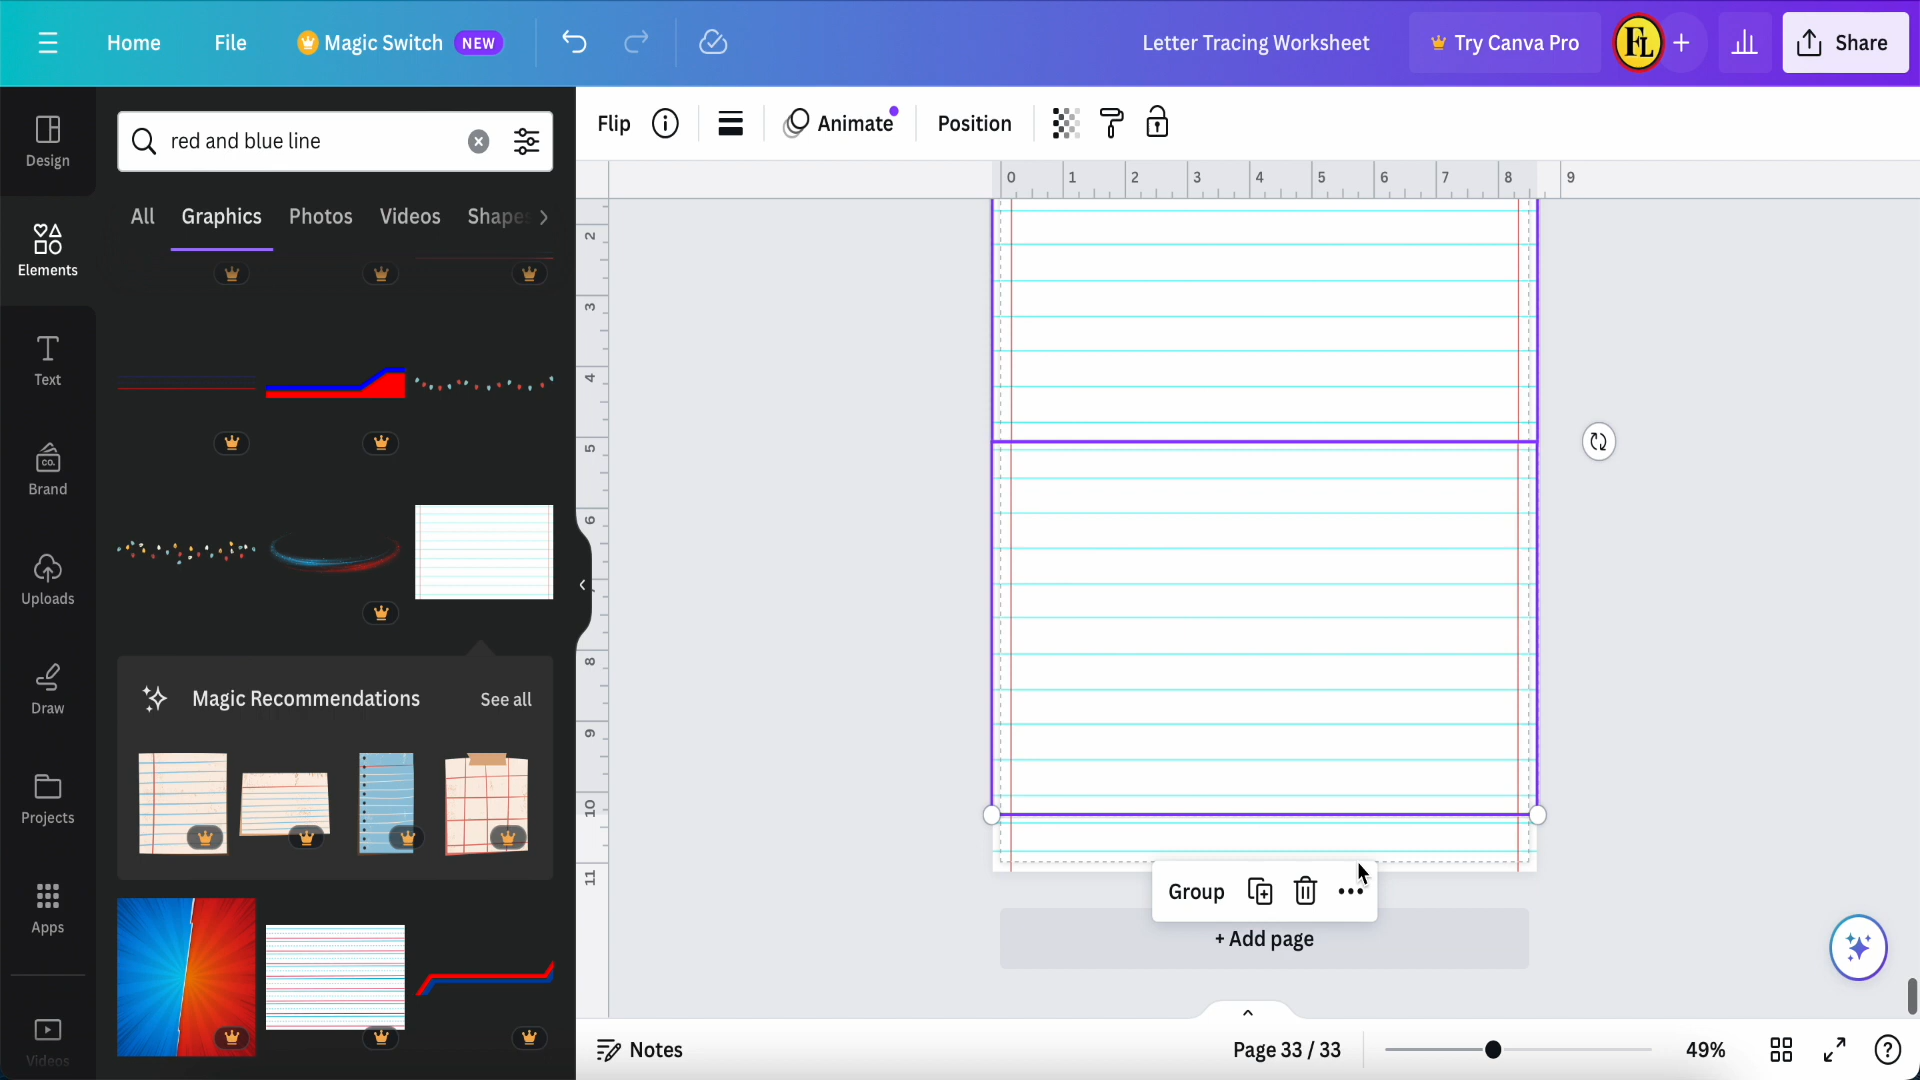 Home File Magic Switch NEW Letter Tracing Worksheet Try Canva Pro FL + Share
Design
Elements
Text
Brand
CO.
Uploads
Draw
Projects
Apps
Videos
red and blue line
All Graphics Photos Videos Shapes
Magic Recommendations See all
Flip Animate Position
0 1 2 3 4 5 6 7 8 9
2
3
4
5
6
8
9
10
11
Group
+ Add page
Notes Page 33 / 33 49%